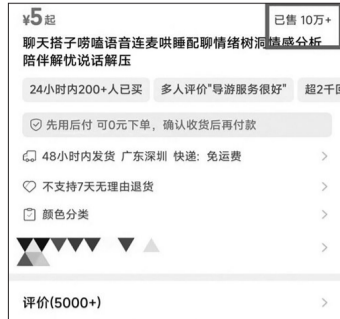 ¥5起 已售 10万+
聊天搭子唠嗑语音连麦哄睡配聊情绪树洞情感分析
陪伴解忧说话解压
24小时内200+人已买 多人评价"导游服务很好" 超2千
先用后付 可0元下单，确认收货后再付款
48小时内发货 广东深圳 快递：免运费
不支持7天无理由退货
颜色分类
评价(5000+)